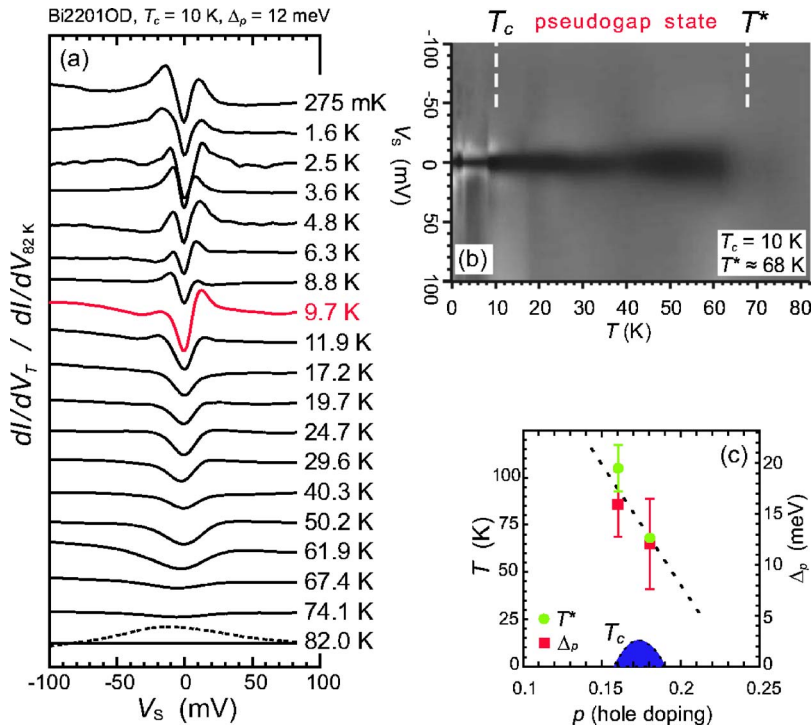 Bi2201OD, Tc = 10 K, Δp = 12 meV
(a)
275 mK
1.6 K
2.5 K
3.6 K
4.8 K
6.3 K
8.8 K
9.7 K
11.9 K
17.2 K
19.7 K
24.7 K
29.6 K
40.3 K
50.2 K
61.9 K
67.4 K
74.1 K
82.0 K
dI/dVT / dI/dV82 K
-100 -50 0 50 100
VS (mV)
Tc pseudogap state T*
-100
-50
0
50
100
Vs (mV)
(b)
Tc = 10 K
T* ≈ 68 K
0 10 20 30 40 50 60 70 80
T (K)
(c)
100
75
50
25
0
T (K)
20
15
10
5
0
Δp (meV)
T*
Δp
Tc
0.1 0.15 0.2 0.25
p (hole doping)